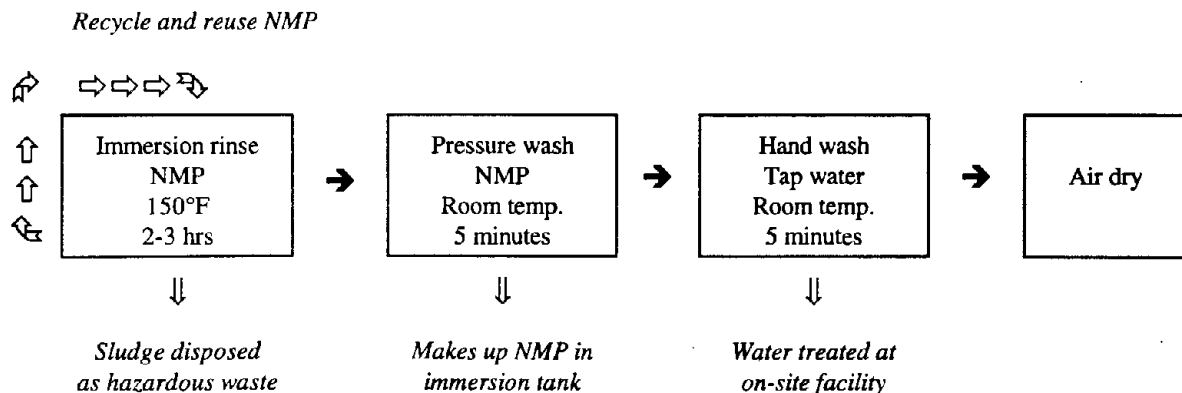 Recycle and reuse NMP
Immersion rinse
NMP
150°F
2-3 hrs
Pressure wash
NMP
Room temp.
5 minutes
Hand wash
Tap water
Room temp.
5 minutes
Air dry
Sludge disposed
as hazardous waste
Makes up NMP in
immersion tank
Water treated at
on-site facility